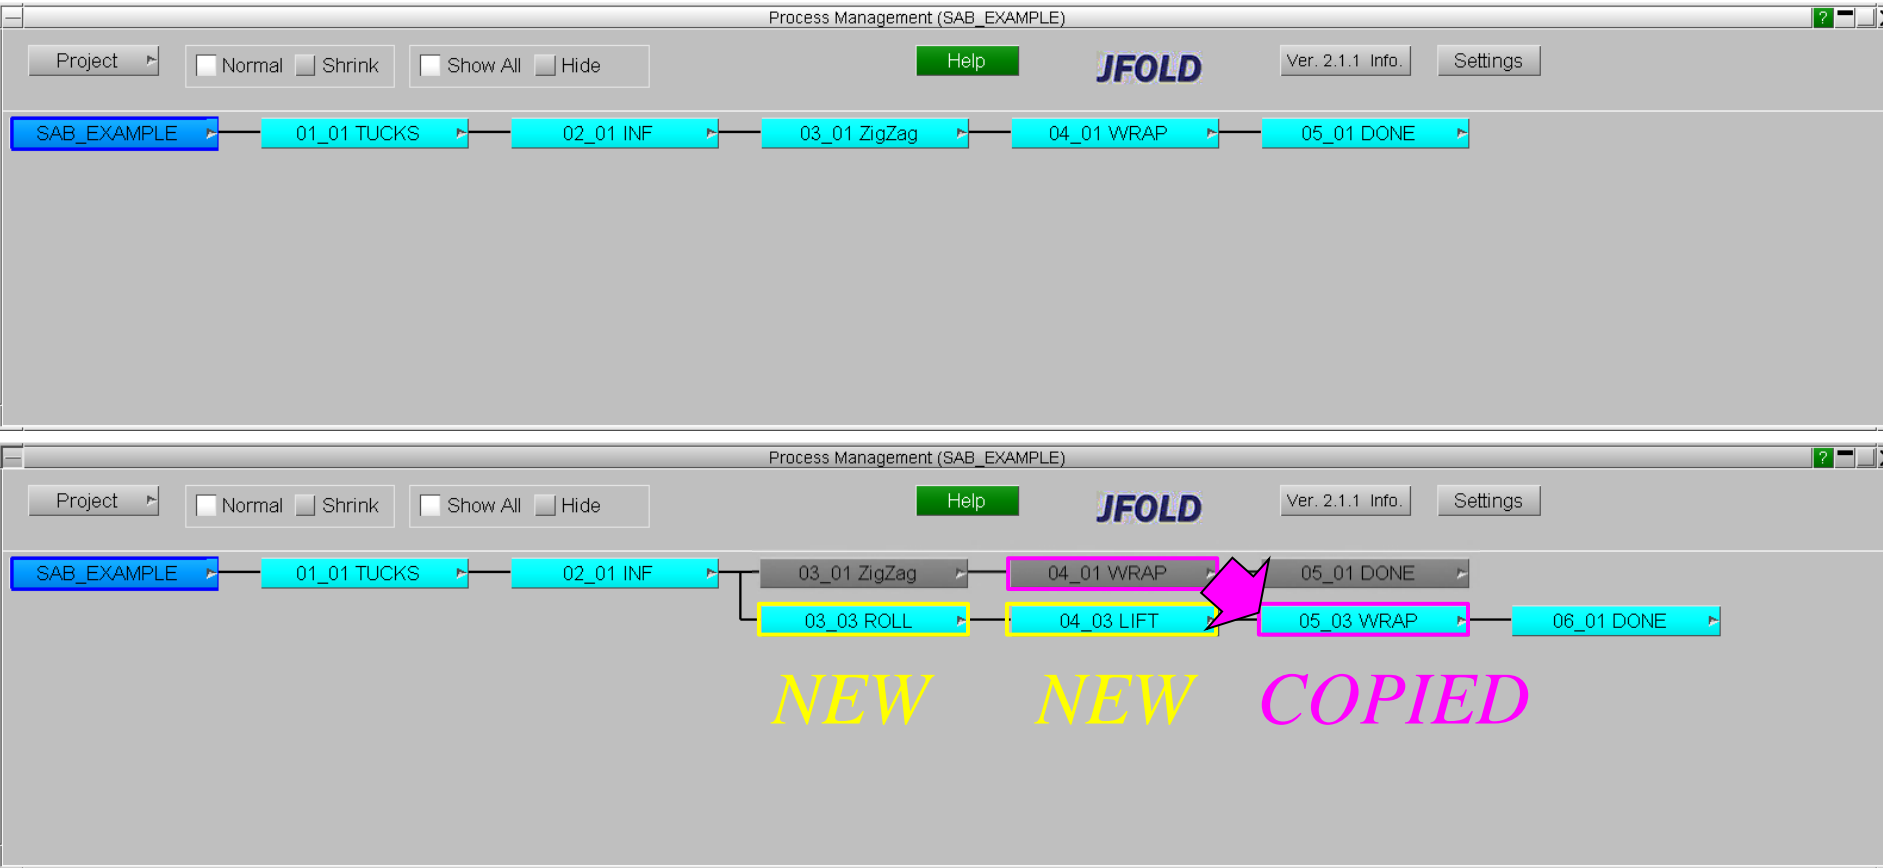 Process Management (SAB_EXAMPLE) ?
Project Normal Shrink Show All Hide Help JFOLD Ver. 2.1.1 Info. Settings
SAB_EXAMPLE 01_01 TUCKS 02_01 INF 03_01 ZigZag 04_01 WRAP 05_01 DONE
Process Management (SAB_EXAMPLE) ?
Project Normal Shrink Show All Hide Help JFOLD Ver. 2.1.1 Info. Settings
SAB_EXAMPLE 01_01 TUCKS 02_01 INF 03_01 ZigZag 04_01 WRAP 05_01 DONE
03_03 ROLL 04_03 LIFT 05_03 WRAP 06_01 DONE
NEW NEW COPIED